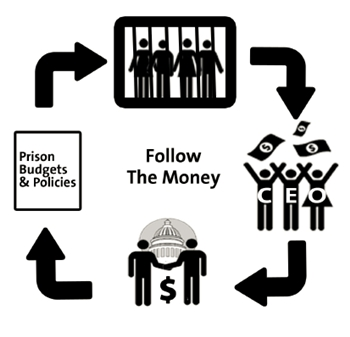 Prison
Budgets
& Policies
Follow
The Money
$ $ $
C E O
$